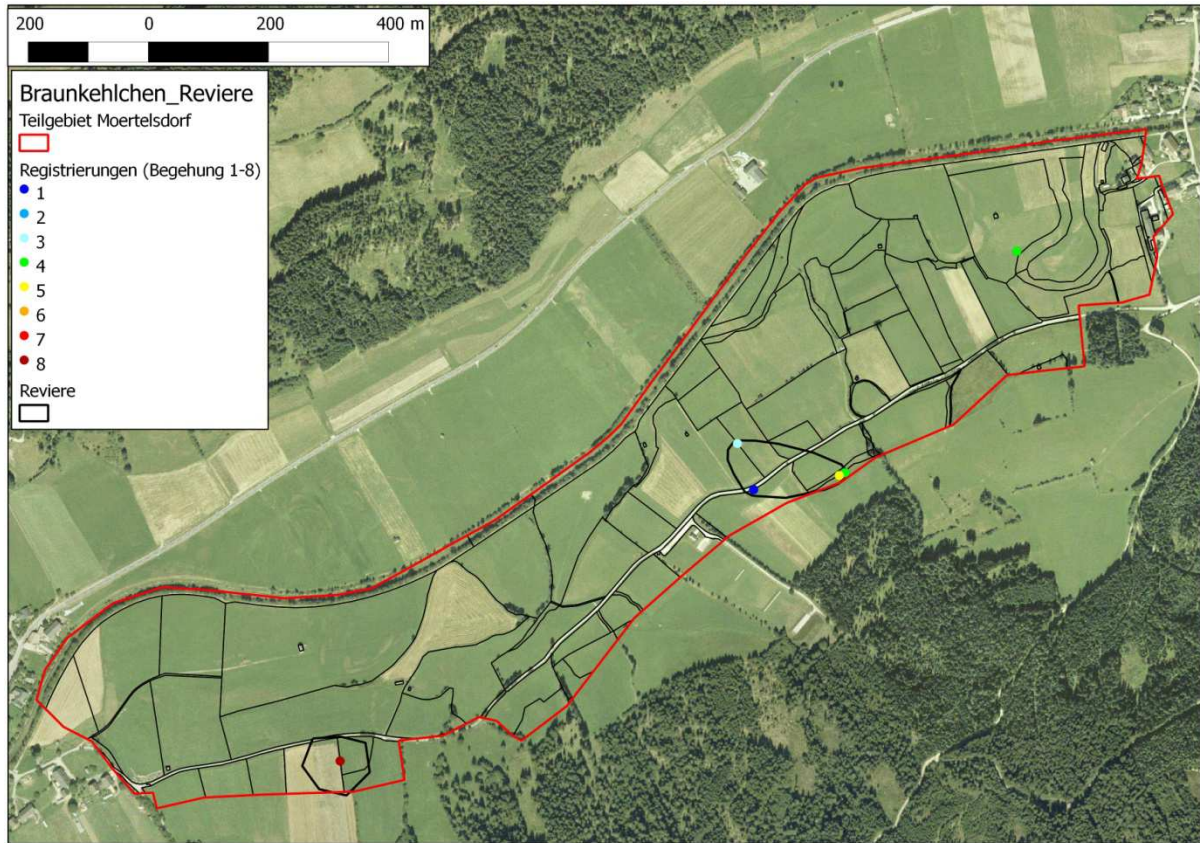 200 0 200 400 m
Braunkehlchen_Reviere
Teilgebiet Moertelsdorf
Registrierungen (Begehung 1-8)
1
2
3
4
5
6
7
8
Reviere